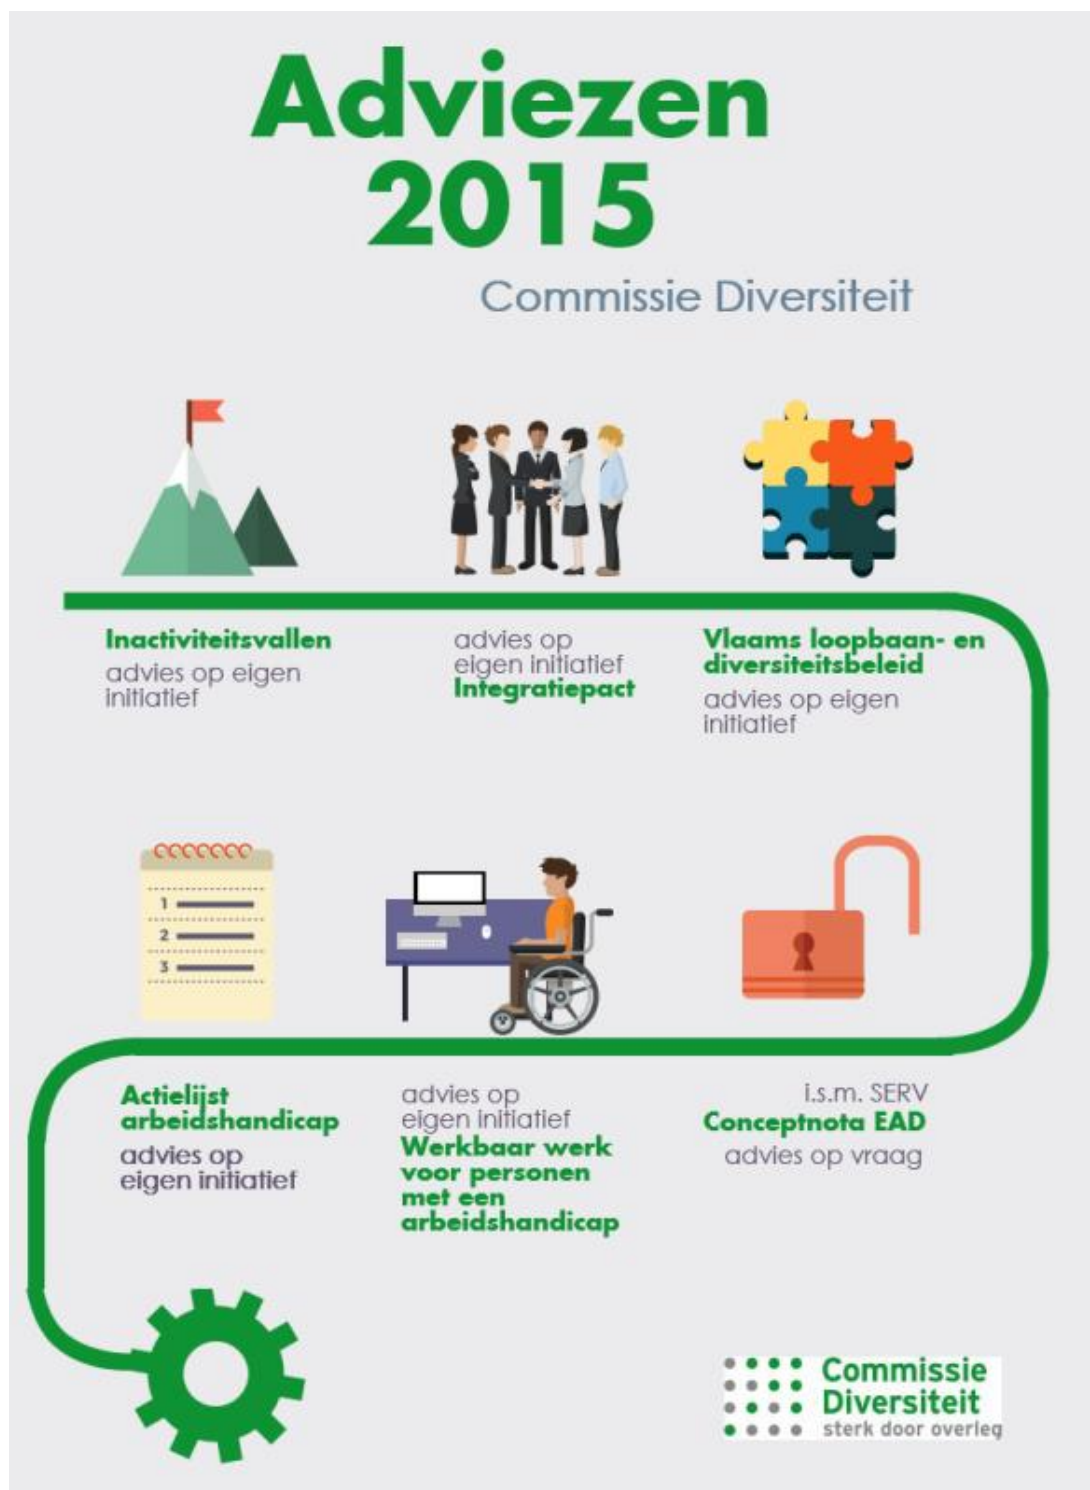 Adviezen
2015
Commissie Diversiteit
Inactiviteitsvallen
advies op eigen
initiatief
advies op
eigen initiatief
Integratiepact
Vlaams loopbaan- en
diversiteitsbeleid
advies op eigen
initiatief
1
2
3
Actielijst
arbeidshandicap
advies op
eigen initiatief
advies op
eigen initiatief
Werkbaar werk
voor personen
met een
arbeidshandicap
i.s.m. SERV
Conceptnota EAD
advies op vraag
Commissie
Diversiteit
sterk door overleg